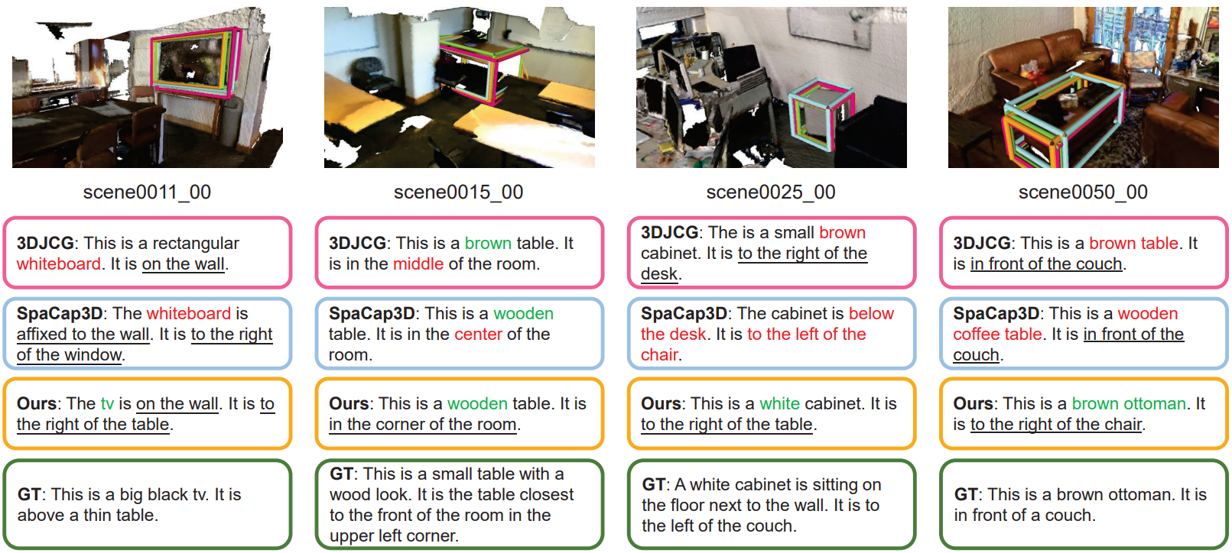 scene0011_00
scene0015_00
scene0025_00
scene0050_00
3DJCG: This is a rectangular
whiteboard. It is on the wall.
3DJCG: This is a brown table. It
is in the middle of the room.
3DJCG: The is a small brown
cabinet. It is to the right of the
desk.
3DJCG: This is a brown table. It
is in front of the couch.
SpaCap3D: The whiteboard is
affixed to the wall. It is to the right
of the window.
SpaCap3D: This is a wooden
table. It is in the center of the
room.
SpaCap3D: The cabinet is below
the desk. It is to the left of the
chair.
SpaCap3D: This is a wooden
coffee table. It is in front of the
couch.
Ours: The tv is on the wall. It is to
the right of the table.
Ours: This is a wooden table. It is
in the corner of the room.
Ours: This is a white cabinet. It is
to the right of the table.
Ours: This is a brown ottoman. It
is to the right of the chair.
GT: This is a big black tv. It is
above a thin table.
GT: This is a small table with a
wood look. It is the table closest
to the front of the room in the
upper left corner.
GT: A white cabinet is sitting on
the floor next to the wall. It is to
the left of the couch.
GT: This is a brown ottoman. It is
in front of a couch.